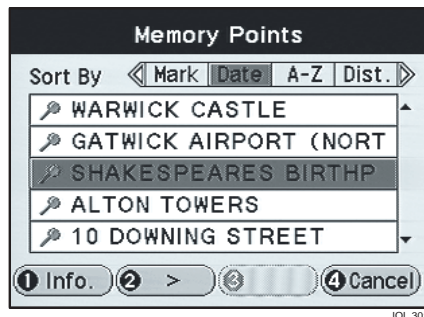 Memory Points
Sort By Mark Date A-Z Dist.
WARWICK CASTLE
GATWICK AIRPORT (NORT
SHAKESPEARES BIRTHP
ALTON TOWERS
10 DOWNING STREET
1 Info. 2 > 3 4 Cancel